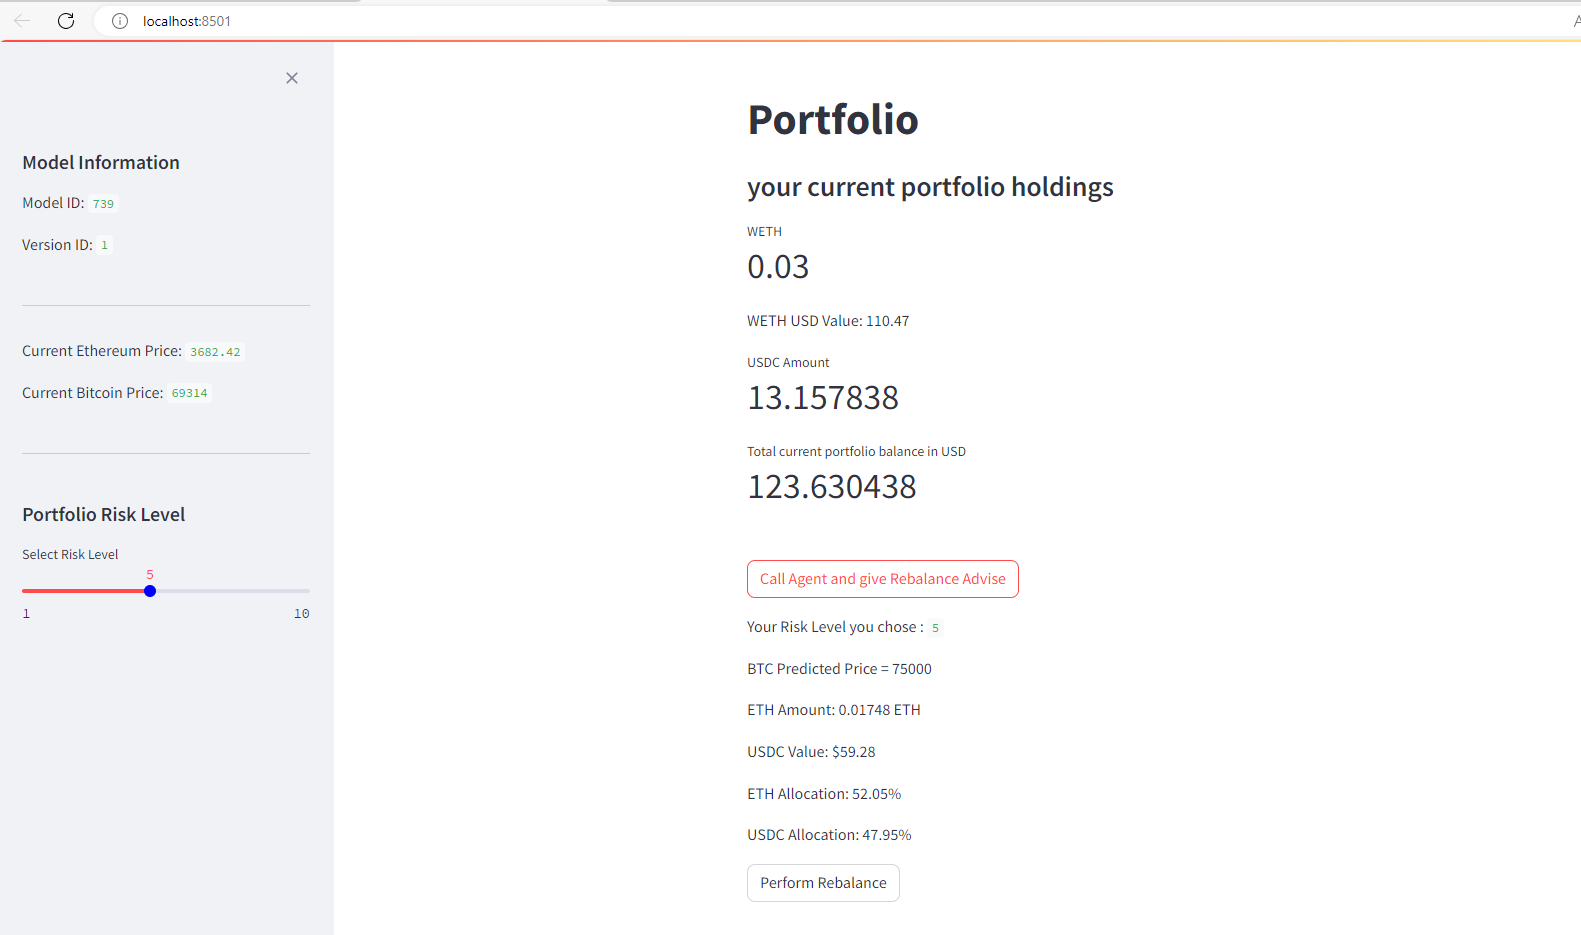 localhost:8501
Model Information
Model ID: 739
Version ID: 1
Current Ethereum Price: 3682.42
Current Bitcoin Price: 69314
Portfolio Risk Level
Select Risk Level
5
1 10
Portfolio
your current portfolio holdings
WETH
0.03
WETH USD Value: 110.47
USDC Amount
13.157838
Total current portfolio balance in USD
123.630438
Call Agent and give Rebalance Advise
Your Risk Level you chose : 5
BTC Predicted Price = 75000
ETH Amount: 0.01748 ETH
USDC Value: $59.28
ETH Allocation: 52.05%
USDC Allocation: 47.95%
Perform Rebalance